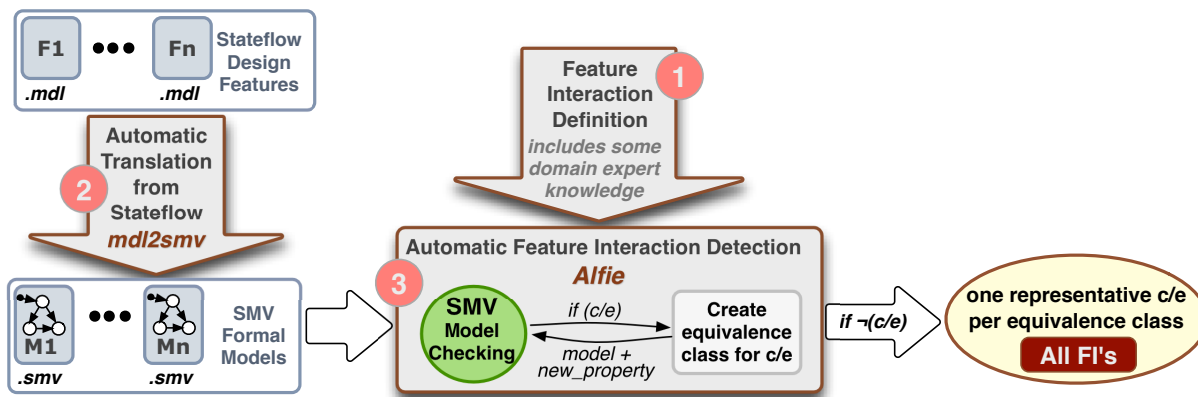 F1
Fn
.mdl
.mdl
Stateflow
Design
Features
2
Automatic
Translation
from
Stateflow
mdl2smv
M1
Mn
.smv
.smv
SMV
Formal
Models
1
Feature
Interaction
Definition
includes some
domain expert
knowledge
3
Automatic Feature Interaction Detection
Alfie
SMV
Model
Checking
if (c/e)
model +
new_property
Create
equivalence
class for c/e
if ¬(c/e)
one representative c/e
per equivalence class
All FI's